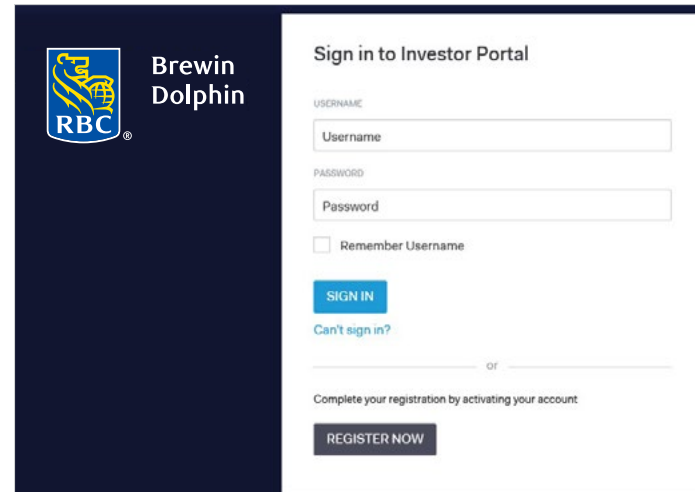 Brewin
Dolphin
RBC
®
Sign in to Investor Portal
USERNAME
Username
PASSWORD
Password
Remember Username
SIGN IN
Can't sign in?
or
Complete your registration by activating your account
REGISTER NOW